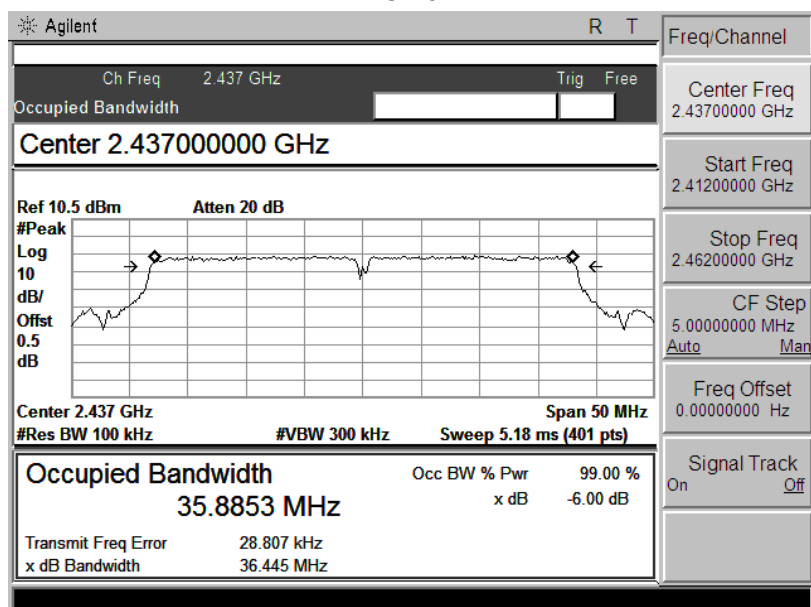 Agilent R T
Ch Freq 2.437 GHz Trig Free
Occupied Bandwidth
Center 2.437000000 GHz
Ref 10.5 dBm Atten 20 dB
#Peak
Log
10
dB/
Offst
0.5
dB
Center 2.437 GHz Span 50 MHz
#Res BW 100 kHz #VBW 300 kHz Sweep 5.18 ms (401 pts)
Occupied Bandwidth Occ BW % Pwr 99.00 %
35.8853 MHz x dB -6.00 dB
Transmit Freq Error 28.807 kHz
x dB Bandwidth 36.445 MHz
Freq/Channel
Center Freq
2.43700000 GHz
Start Freq
2.41200000 GHz
Stop Freq
2.46200000 GHz
CF Step
5.00000000 MHz
Auto Man
Freq Offset
0.00000000 Hz
Signal Track
On Off